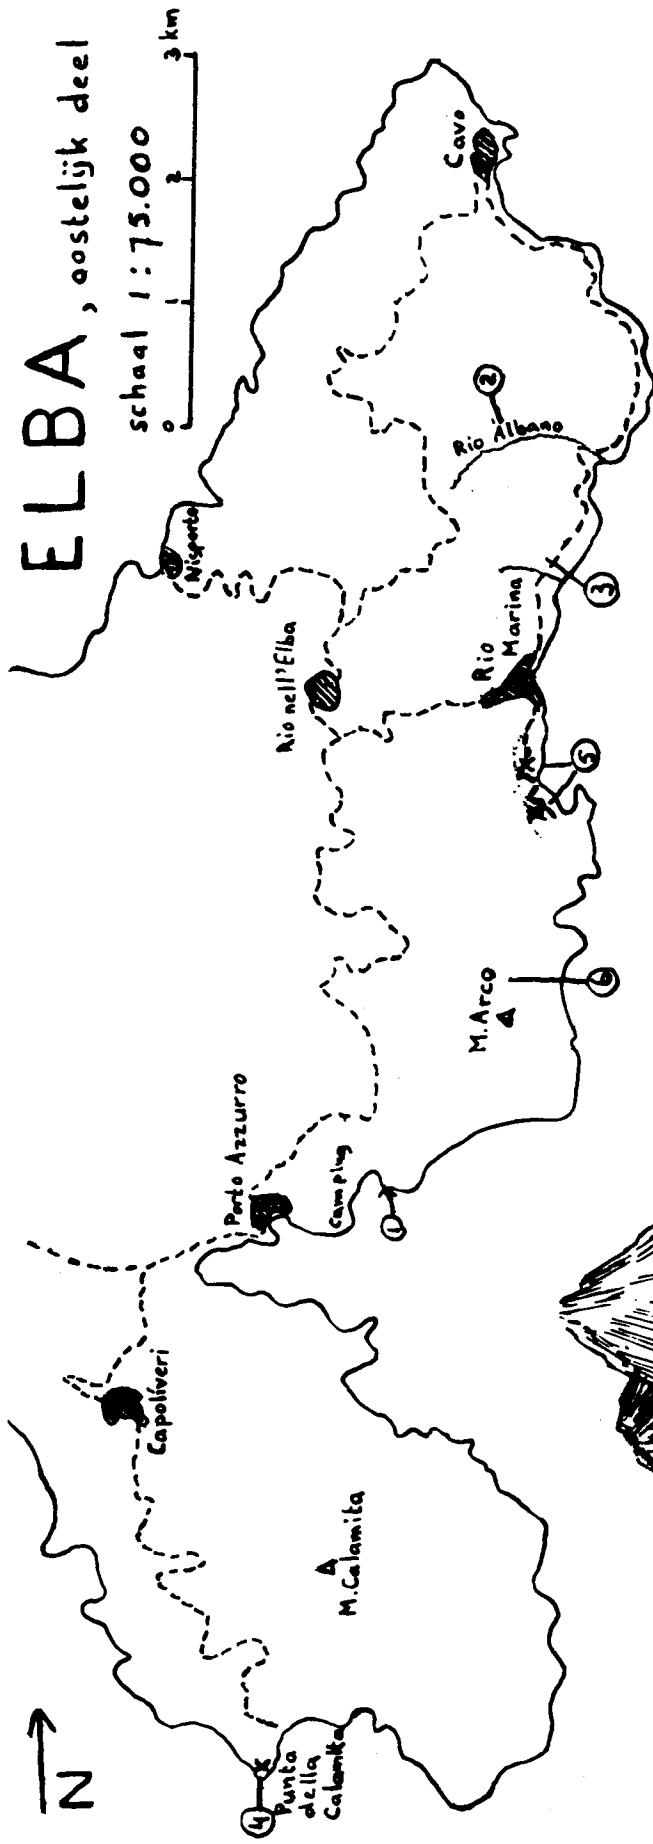 ELBA, oostelijk deel
schaal 1:75.000
0 1 2 3 km
Nisporto
Cavo
2
Rio Albano
Rio nell'Elba
3
Rio
Marina
5
M. Arco
6
Porto Azzurro
Camping
1
Capoliveri
M. Calamita
4
Punta
della
Calamita
N